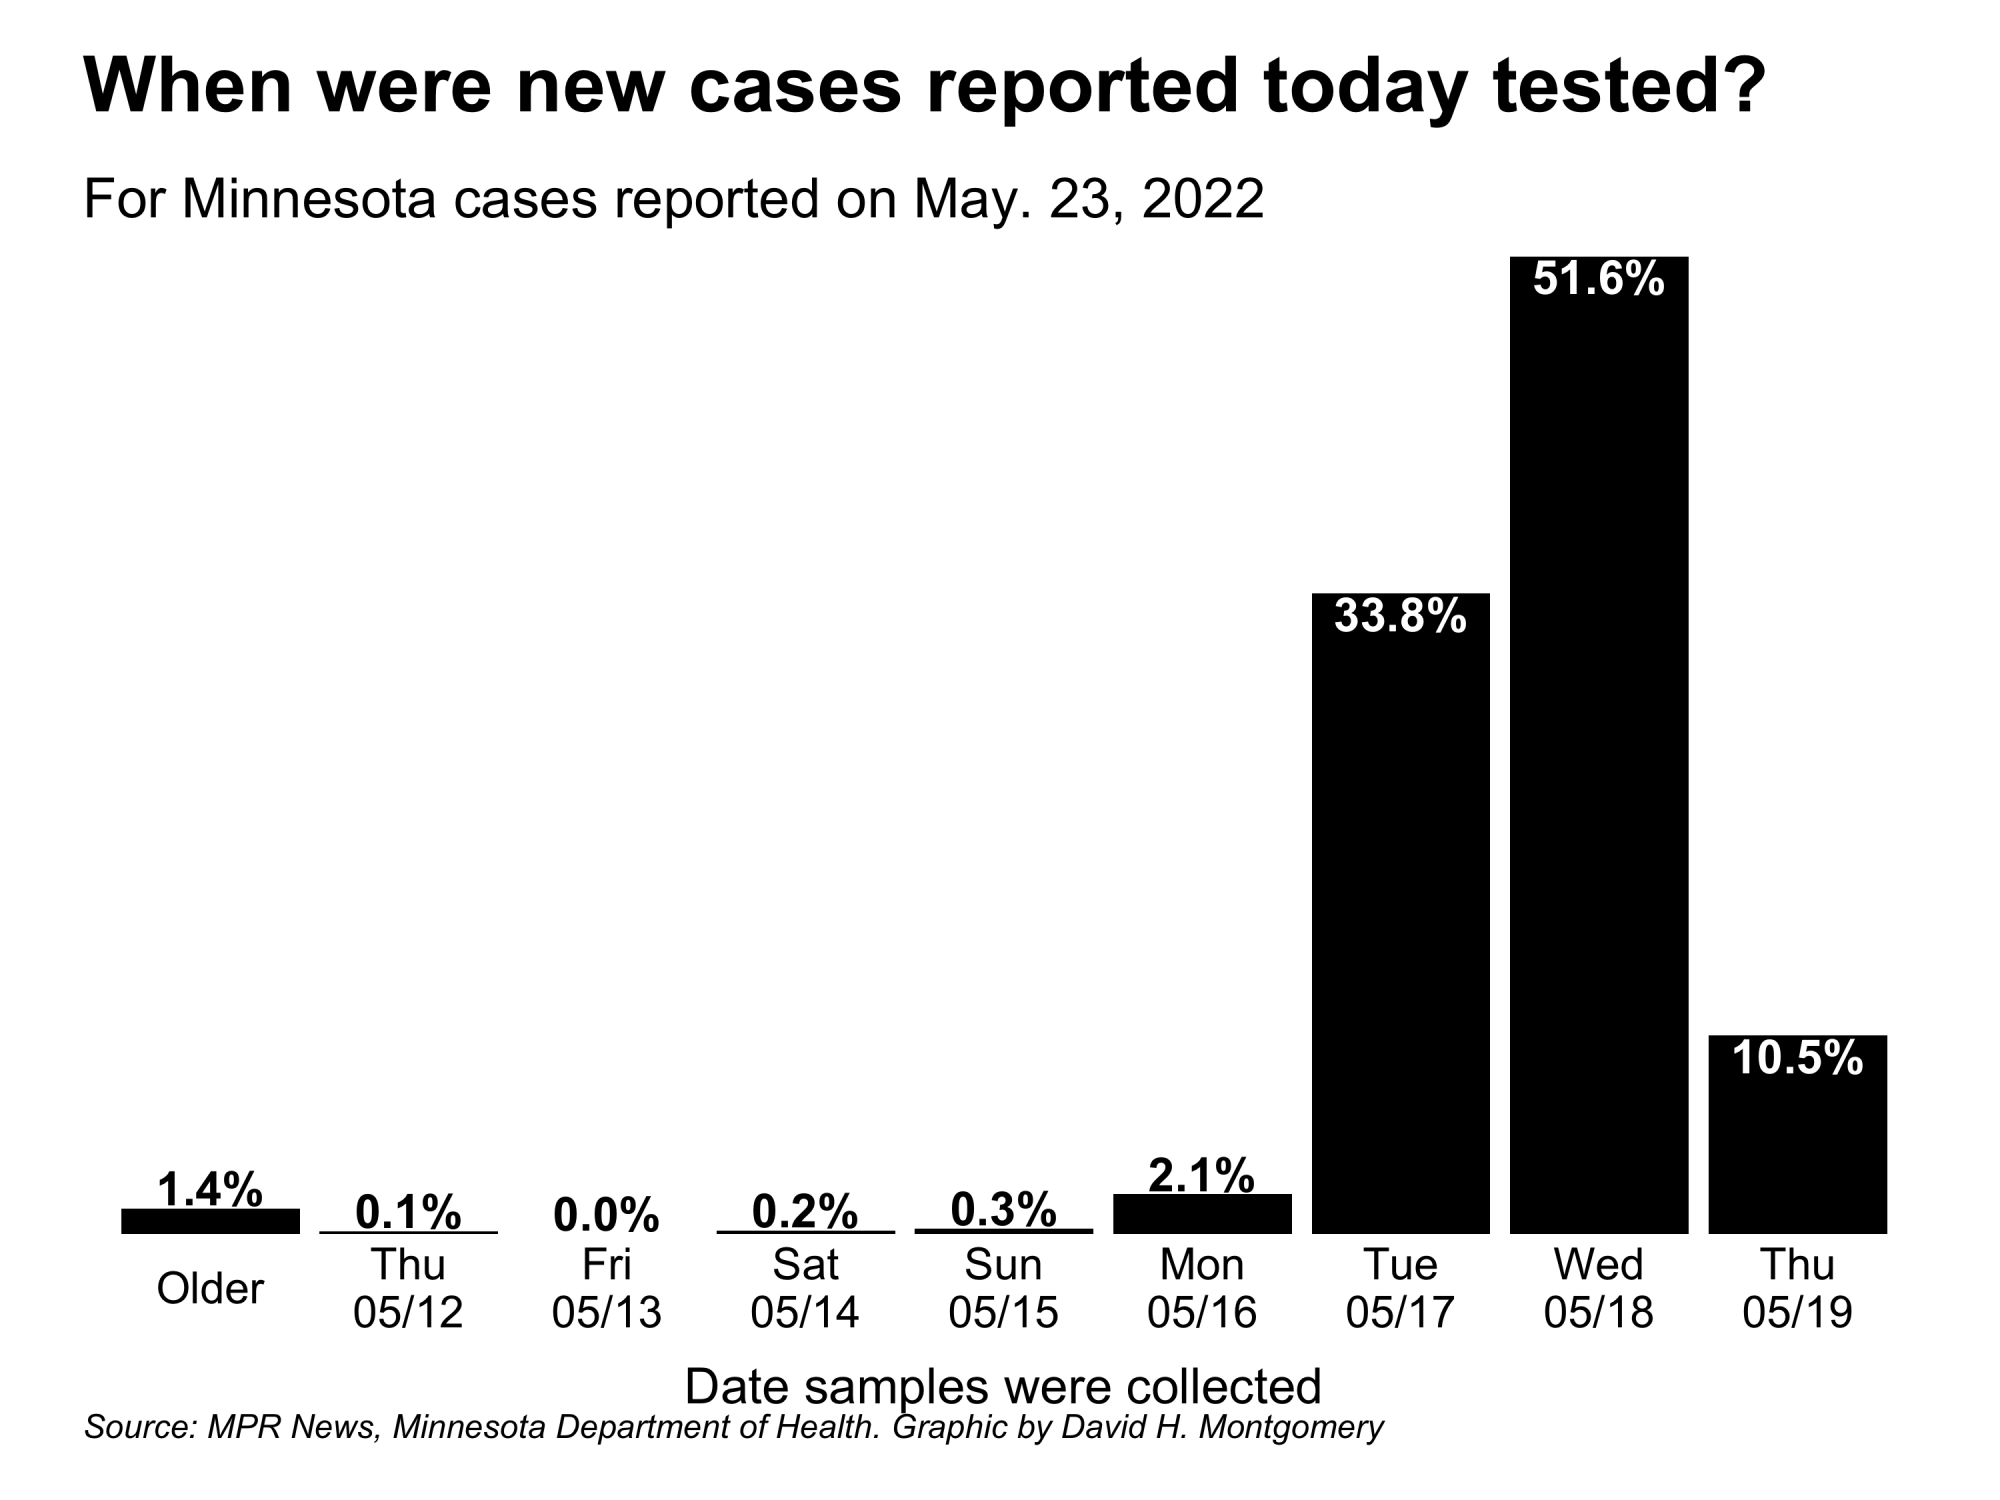 When were new cases reported today tested?
For Minnesota cases reported on May. 23, 2022
51.6%
33.8%
10.5%
2.1%
1.4%
0.1%
0.0%
0.2%
0.3%
Older
Thu
05/12
Fri
05/13
Sat
05/14
Sun
05/15
Mon
05/16
Tue
05/17
Wed
05/18
Thu
05/19
Date samples were collected
Source: MPR News, Minnesota Department of Health. Graphic by David H. Montgomery